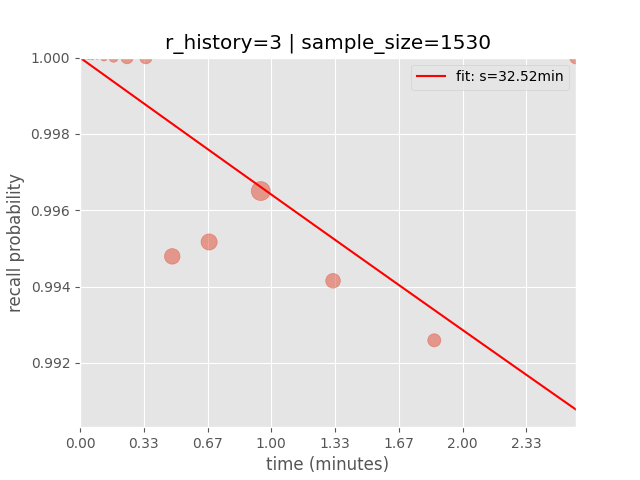 r_history=3 | sample_size=1530
fit: s=32.52min
recall probability
1.000
0.998
0.996
0.994
0.992
0.00 0.33 0.67 1.00 1.33 1.67 2.00 2.33
time (minutes)